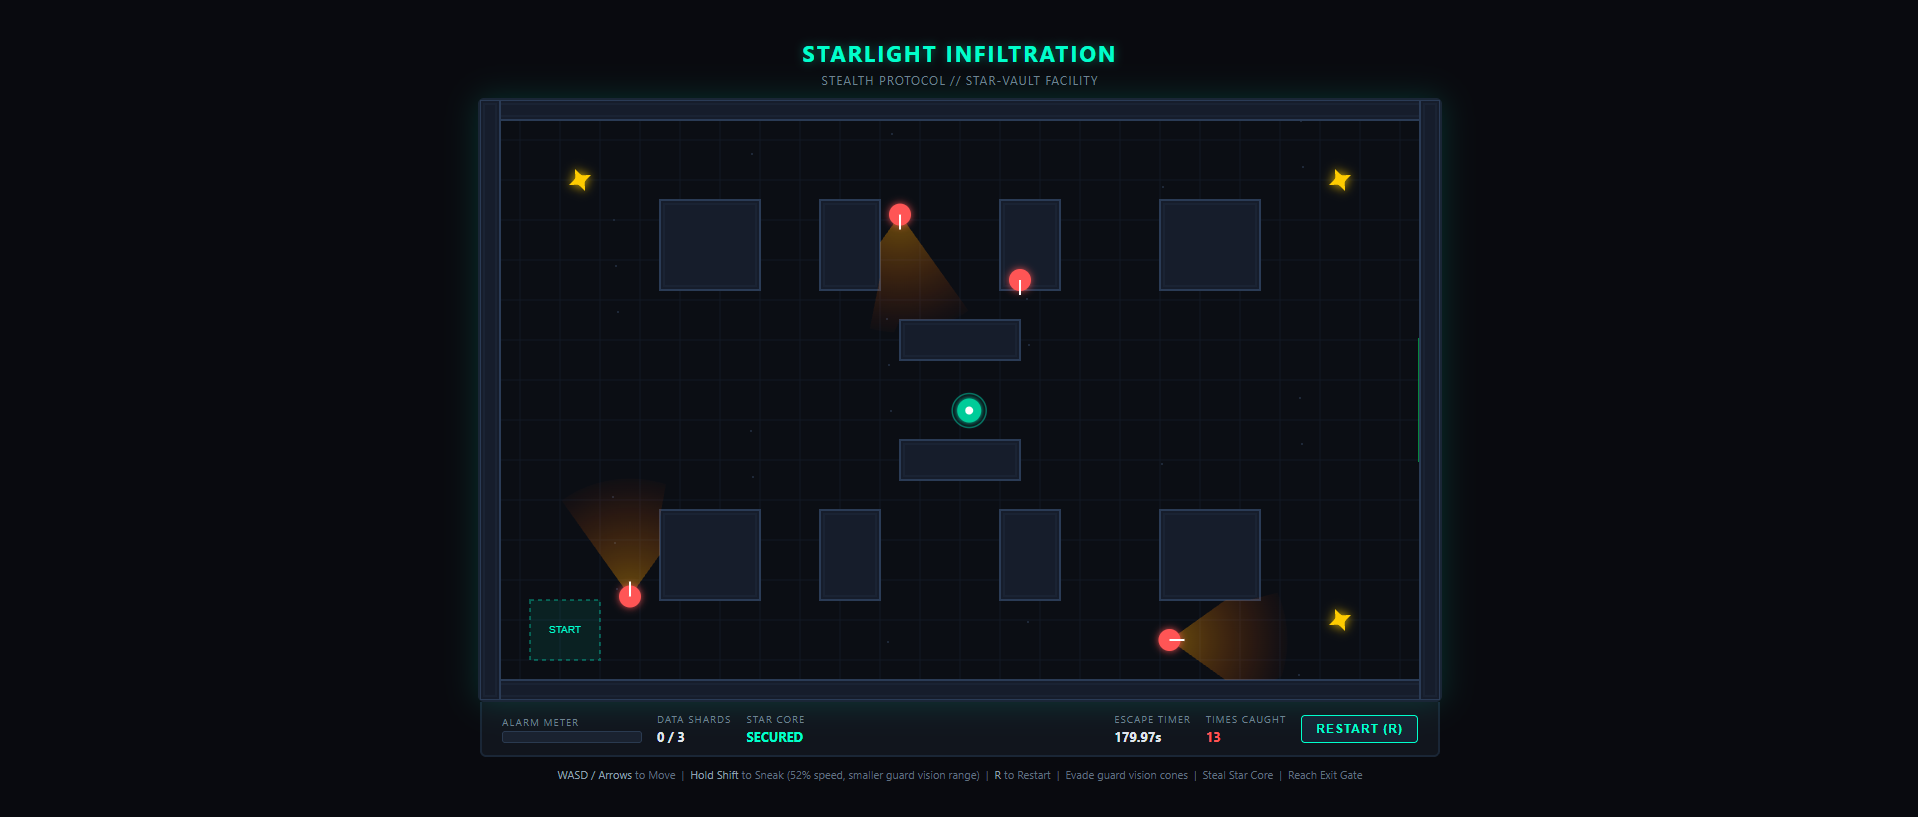 STARLIGHT INFILTRATION
STEALTH PROTOCOL // STAR-VAULT FACILITY
START
ALARM METER
DATA SHARDS
0 / 3
STAR CORE
SECURED
ESCAPE TIMER
179.97s
TIMES CAUGHT
13
RESTART (R)
WASD / Arrows to Move | Hold Shift to Sneak (52% speed, smaller guard vision range) | R to Restart | Evade guard vision cones | Steal Star Core | Reach Exit Gate